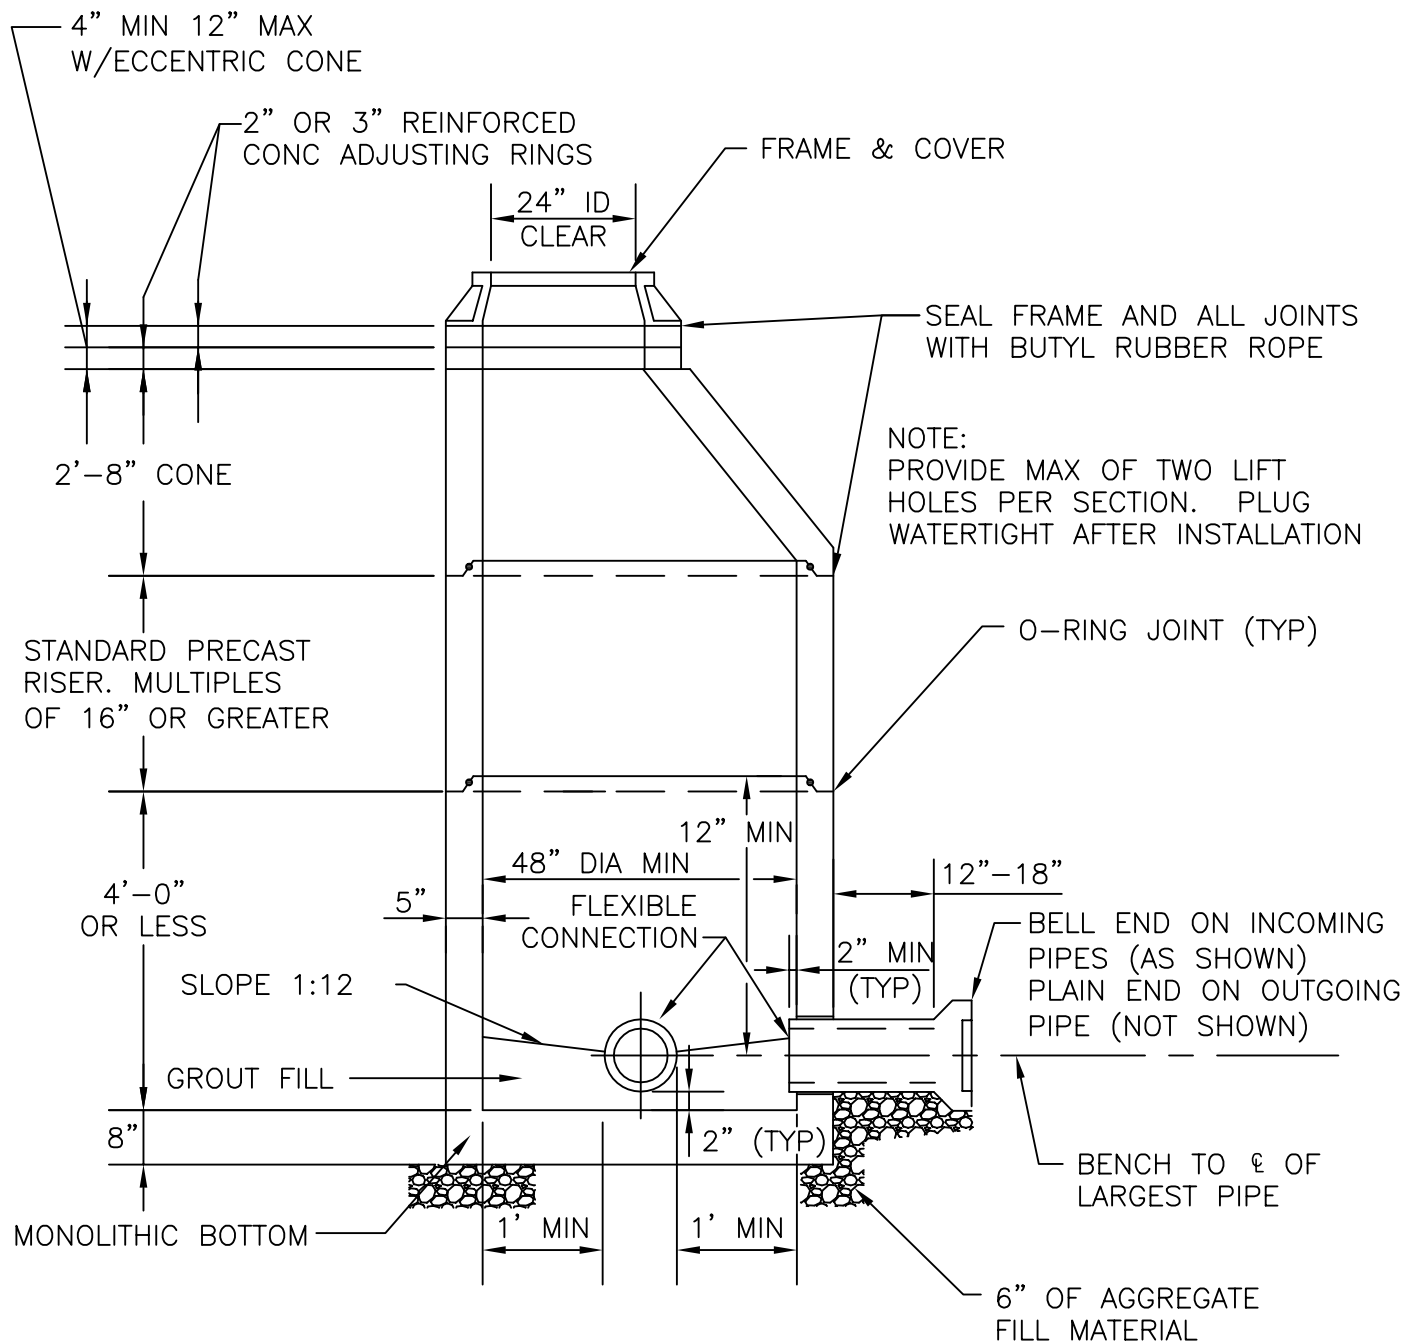 4” MIN 12” MAX
W/ECCENTRIC CONE
2” OR 3” REINFORCED
CONC ADJUSTING RINGS
FRAME & COVER
24” ID
CLEAR
SEAL FRAME AND ALL JOINTS
WITH BUTYL RUBBER ROPE
NOTE:
PROVIDE MAX OF TWO LIFT
HOLES PER SECTION. PLUG
WATERTIGHT AFTER INSTALLATION
2’-8” CONE
STANDARD PRECAST
RISER. MULTIPLES
OF 16” OR GREATER
O-RING JOINT (TYP)
12” MIN
48” DIA MIN
12”-18”
4’-0”
OR LESS
5”
FLEXIBLE
CONNECTION
BELL END ON INCOMING
PIPES (AS SHOWN)
PLAIN END ON OUTGOING
PIPE (NOT SHOWN)
2” MIN
(TYP)
SLOPE 1:12
GROUT FILL
8”
2” (TYP)
BENCH TO ℄ OF
LARGEST PIPE
MONOLITHIC BOTTOM
1’ MIN
1’ MIN
6” OF AGGREGATE
FILL MATERIAL